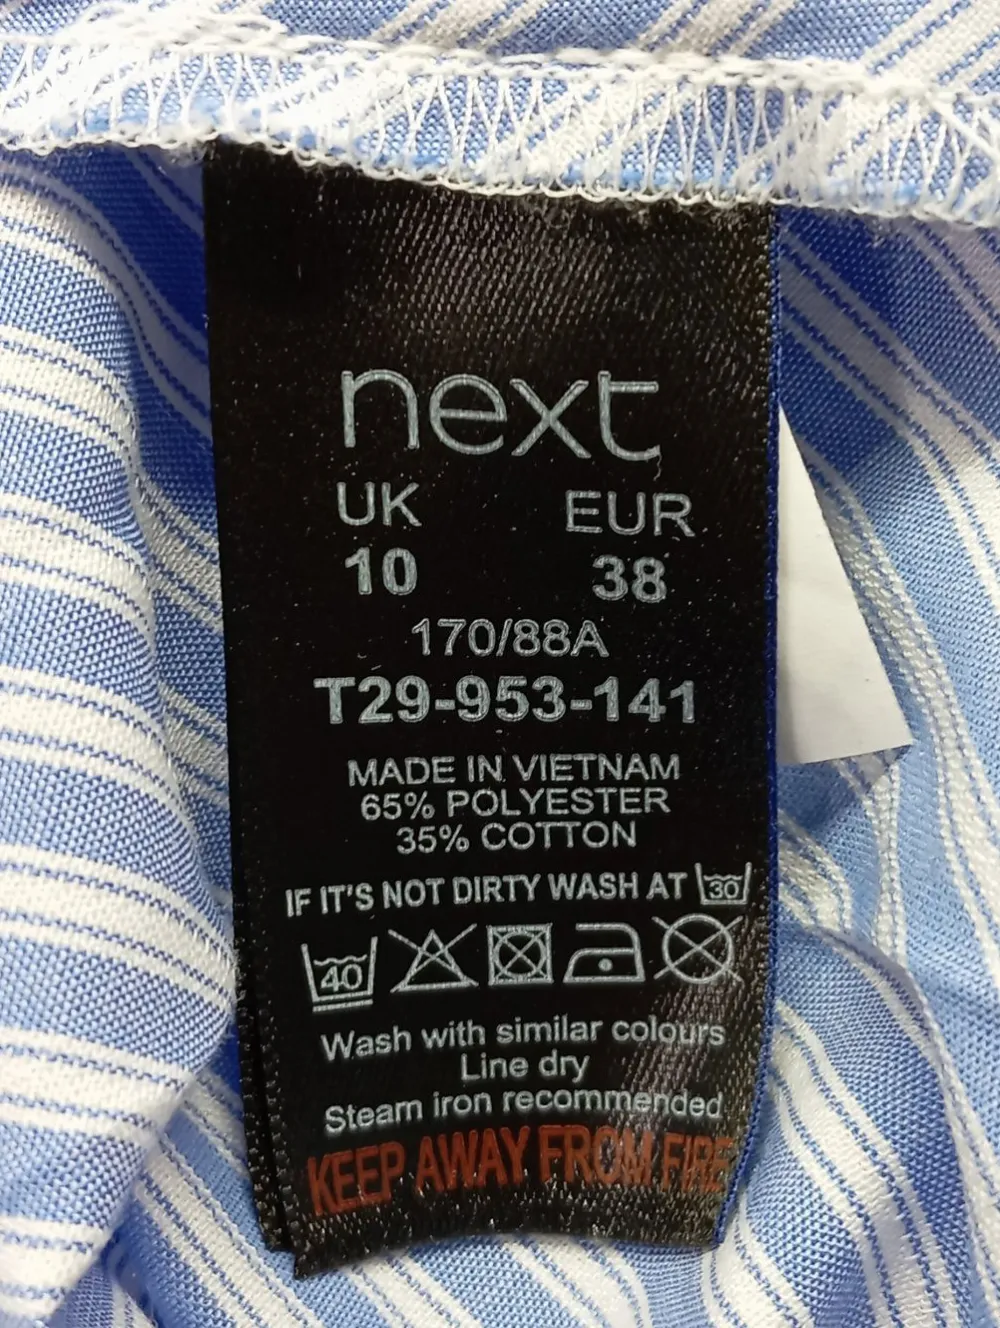 next
UK EUR
10 38
170/88A
T29-953-141
MADE IN VIETNAM
65% POLYESTER
35% COTTON
IF IT'S NOT DIRTY WASH AT 30
40
Wash with similar colours
Line dry
Steam iron recommended
KEEP AWAY FROM FIRE